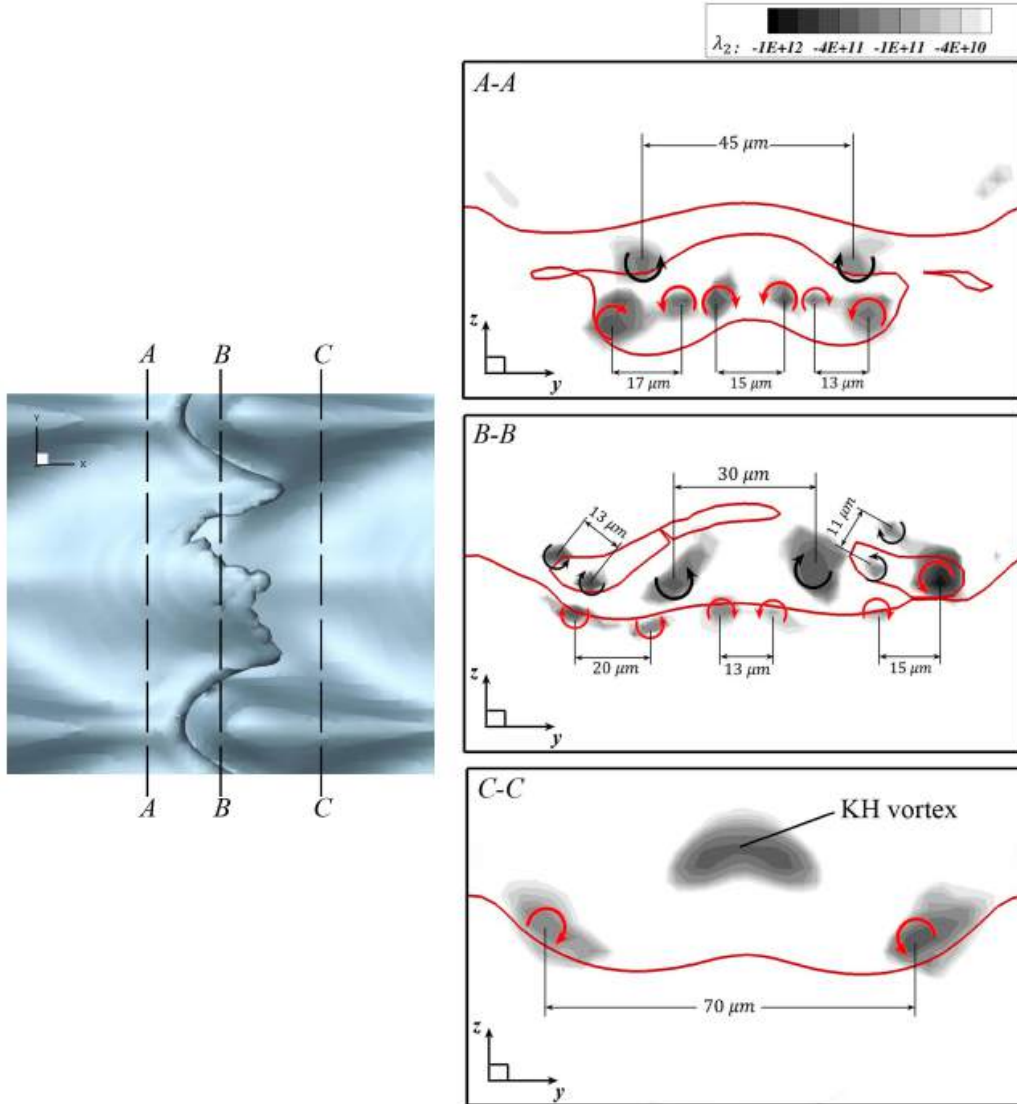 λ₂: -1E+12 -4E+11 -1E+11 -4E+10
A-A
45 μm
z
17 μm 15 μm 13 μm
y
A B C
Y
X
A B C
B-B
30 μm
13 μm
11 μm
20 μm 13 μm 15 μm
z
y
C-C
KH vortex
70 μm
z
y